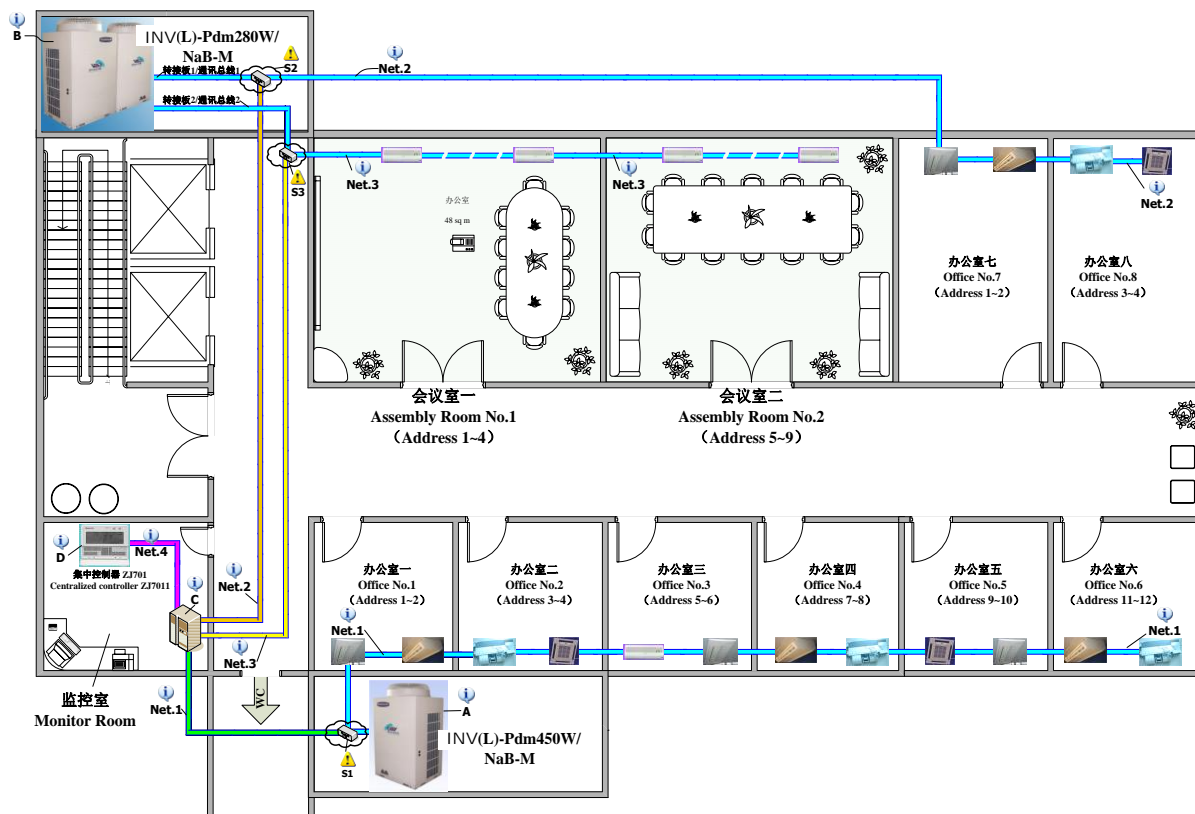 B
INV(L)-Pdm280W/
NaB-M
S2
转接板1/通讯总线1
Net.2
转接板2/通讯总线2
S3
Net.3
Net.3
Net.2
办公室
48 sq m
办公室七
Office No.7
（Address 1~2）
办公室八
Office No.8
（Address 3~4）
会议室一
Assembly Room No.1
（Address 1~4）
会议室二
Assembly Room No.2
（Address 5~9）
D
Net.4
集中控制器 ZJ701
Centralized controller ZJ7011
C
Net.2
Net.3
办公室一
Office No.1
（Address 1~2）
办公室二
Office No.2
（Address 3~4）
办公室三
Office No.3
（Address 5~6）
办公室四
Office No.4
（Address 7~8）
办公室五
Office No.5
（Address 9~10）
办公室六
Office No.6
（Address 11~12）
Net.1
Net.1
监控室
Monitor Room
Net.1
WC
A
INV(L)-Pdm450W/
NaB-M
S1